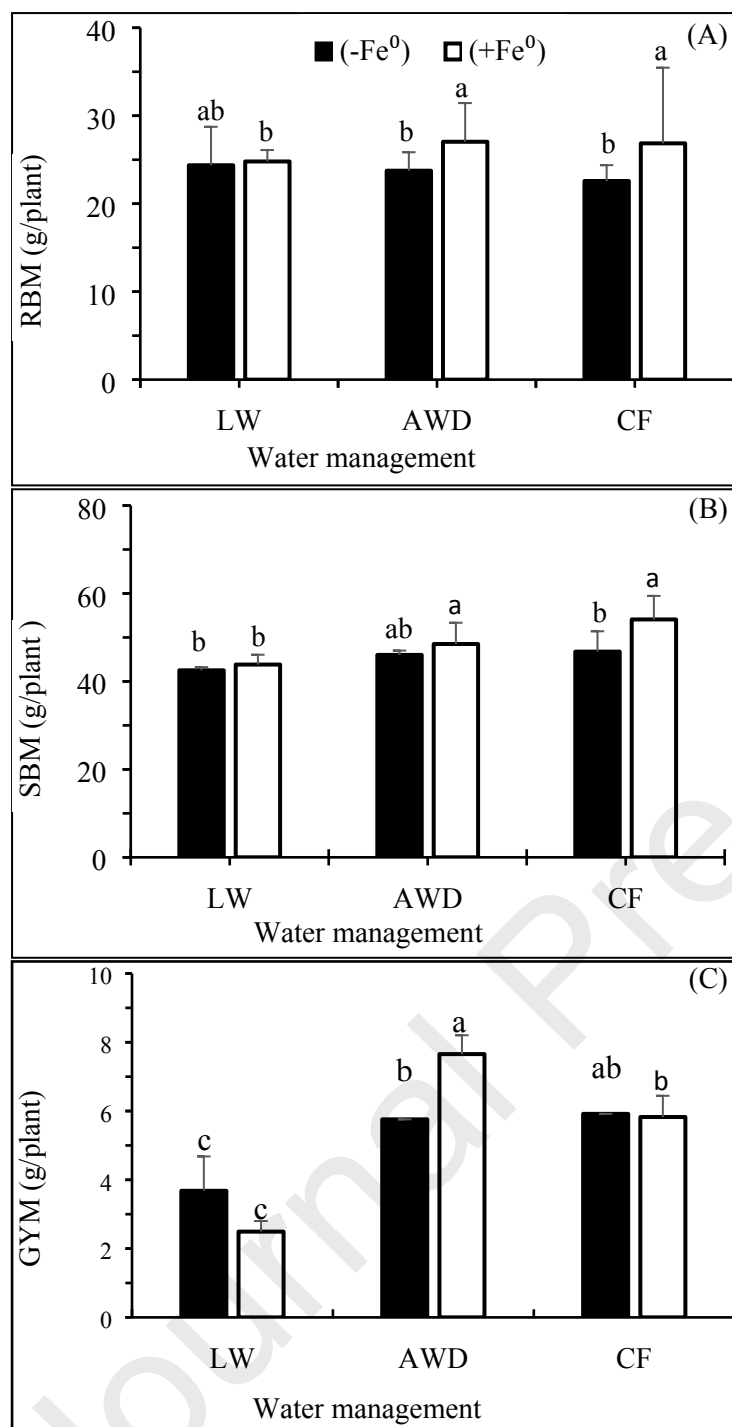 (A)
(-Fe⁰) (+Fe⁰)
40
30
20
10
0
RBM (g/plant)
ab b b a b a
LW AWD CF
Water management
(B)
80
60
40
20
0
SBM (g/plant )
b b ab a b a
LW AWD CF
Water management
(C)
10
8
6
4
2
0
GYM (g/plant)
c c b a ab b
LW AWD CF
Water management
Journal Pre